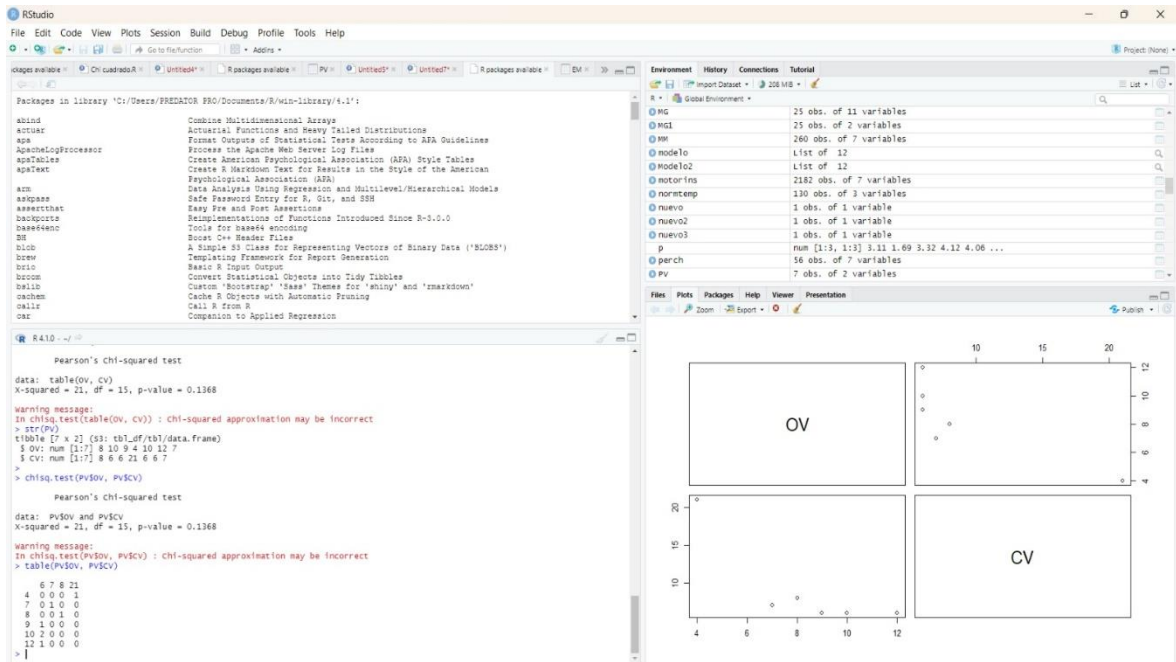 RStudio
File Edit Code View Plots Session Build Debug Profile Tools Help
Go to file/function Addins Project: (None)
ckages available Chi cuadrado.R Untitled4* R packages available PV Untitled5* Untitled7* R packages available EM
Packages in library 'C:/Users/PREDATOR PRO/Documents/R/win-library/4.1':
abind Combine Multidimensional Arrays
actuar Actuarial Functions and Heavy Tailed Distributions
apa Format Outputs of Statistical Tests According to APA Guidelines
ApacheLogProcessor Process the Apache Web Server Log Files
apaTables Create American Psychological Association (APA) Style Tables
apaText Create R Markdown Text for Results in the Style of the American
Psychological Association (APA)
arm Data Analysis Using Regression and Multilevel/Hierarchical Models
askpass Safe Password Entry for R, Git, and SSH
assertthat Easy Pre and Post Assertions
backports Reimplementations of Functions Introduced Since R-3.0.0
base64enc Tools for base64 encoding
BH Boost C++ Header Files
blob A Simple S3 Class for Representing Vectors of Binary Data ('BLOBS')
brew Templating Framework for Report Generation
brio Basic R Input Output
broom Convert Statistical Objects into Tidy Tibbles
bslib Custom 'Bootstrap' 'Sass' Themes for 'shiny' and 'rmarkdown'
cachem Cache R Objects with Automatic Pruning
callr Call R from R
car Companion to Applied Regression
R 4.1.0 · ~/
Pearson's Chi-squared test
data: table(OV, CV)
X-squared = 21, df = 15, p-value = 0.1368
Warning message:
In chisq.test(table(OV, CV)) : Chi-squared approximation may be incorrect
> str(PV)
tibble [7 x 2] (S3: tbl_df/tbl/data.frame)
$ OV: num [1:7] 8 10 9 4 10 12 7
$ CV: num [1:7] 8 6 6 21 6 6 7
>
> chisq.test(PV$OV, PV$CV)
Pearson's Chi-squared test
data: PV$OV and PV$CV
X-squared = 21, df = 15, p-value = 0.1368
Warning message:
In chisq.test(PV$OV, PV$CV) : Chi-squared approximation may be incorrect
> table(PV$OV, PV$CV)
6 7 8 21
4 0 0 0 1
7 0 1 0 0
8 0 0 1 0
9 1 0 0 0
10 2 0 0 0
12 1 0 0 0
>
Environment History Connections Tutorial
Import Dataset 208 MiB List
R Global Environment
MG 25 obs. of 11 variables
MG1 25 obs. of 2 variables
MM 260 obs. of 7 variables
modelo List of 12
Modelo2 List of 12
motorins 2182 obs. of 7 variables
normtemp 130 obs. of 3 variables
nuevo 1 obs. of 1 variable
nuevo2 1 obs. of 1 variable
nuevo3 1 obs. of 1 variable
p num [1:3, 1:3] 3.11 1.69 3.32 4.12 4.06 ...
perch 56 obs. of 7 variables
PV 7 obs. of 2 variables
Files Plots Packages Help Viewer Presentation
Zoom Export Publish
10 15 20
OV
4 6 8 10 12
10 15 20
CV
4 6 8 10 12